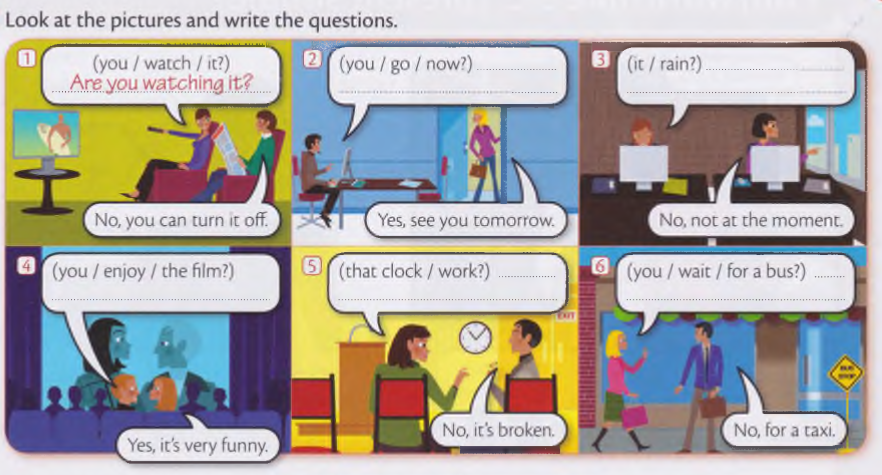 Look at the pictures and write the questions.
1
(you / watch / it?)
Are you watching it?
No, you can turn it off.
2
(you / go / now?)
Yes, see you tomorrow.
3
(it / rain?)
No, not at the moment.
4
(you / enjoy / the film?)
Yes, it's very funny.
5
(that clock / work?)
EXIT
No, it's broken.
6
(you / wait / for a bus?)
BUS
STOP
No, for a taxi.